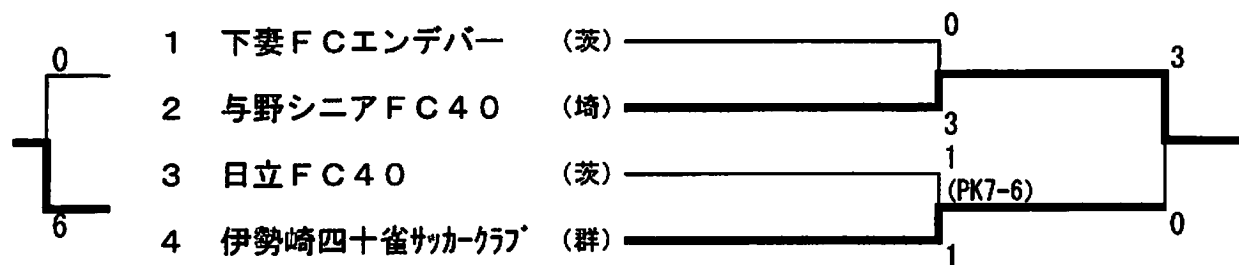 0
1 下妻FCエンデバー (茨) 0
3
2 与野シニアFC40 (埼) 3
1
3 日立FC40 (茨)
(PK7-6)
6
0
4 伊勢崎四十雀サッカークラブ (群) 1